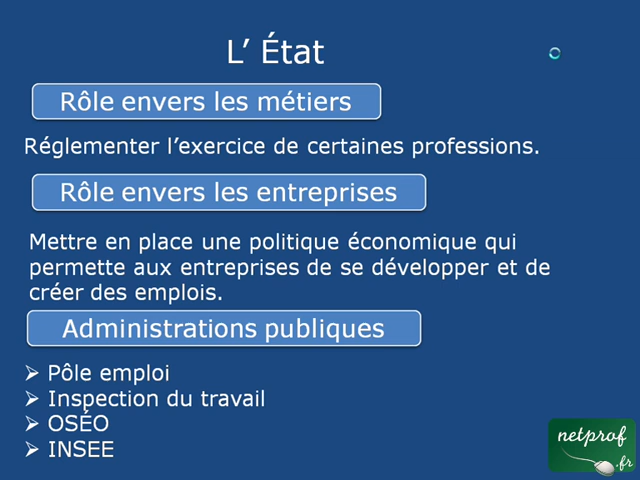 L’ État
Rôle envers les métiers
Réglementer l’exercice de certaines professions.
Rôle envers les entreprises
Mettre en place une politique économique qui
permette aux entreprises de se développer et de
créer des emplois.
Administrations publiques
➢ Pôle emploi
➢ Inspection du travail
➢ OSÉO
➢ INSEE
netprof
.fr